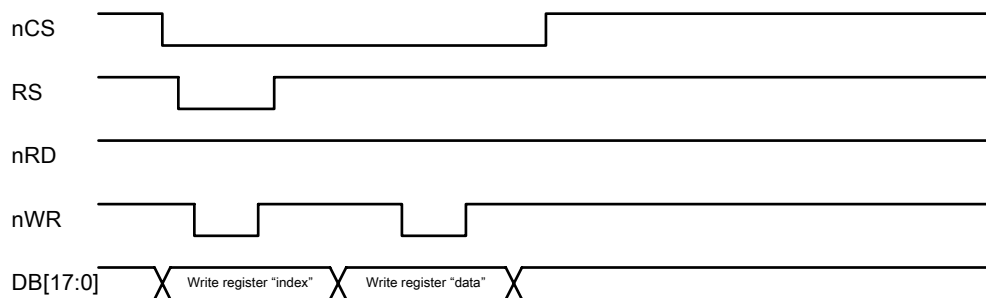 nCS
RS
nRD
nWR
DB[17:0] Write register “index” Write register “data”